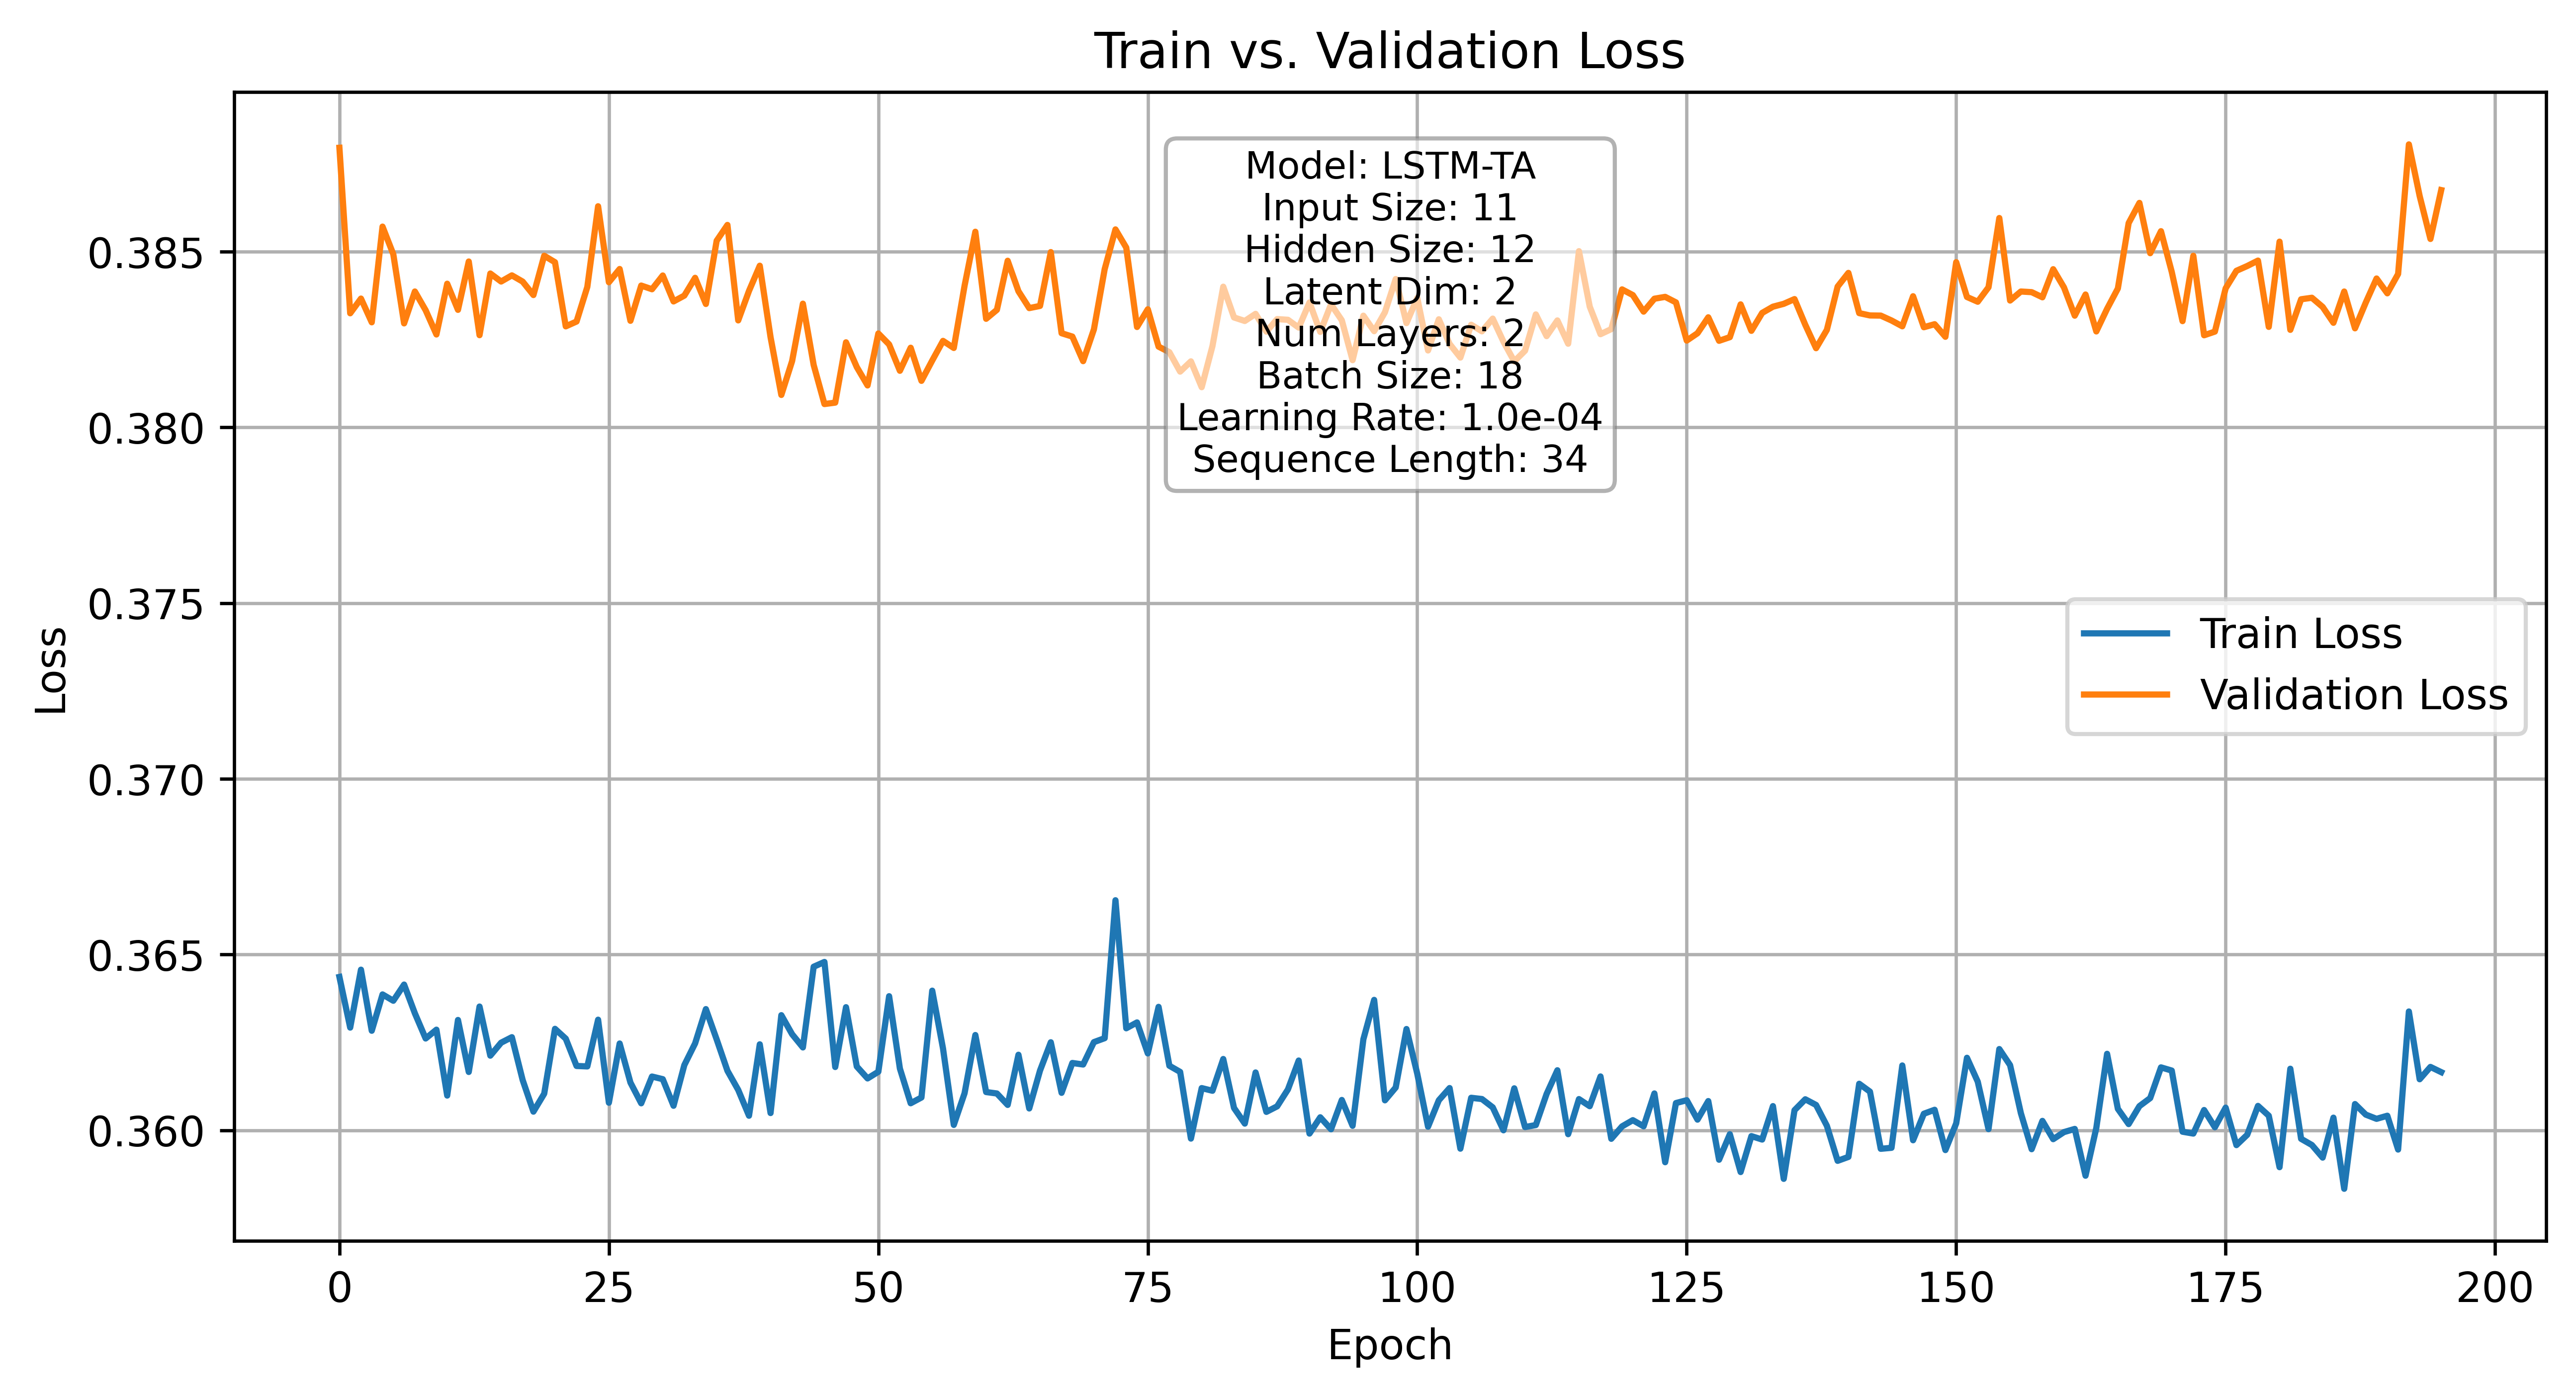 Train vs. Validation Loss
Model: LSTM-TA
Input Size: 11
Hidden Size: 12
Latent Dim: 2
Num Layers: 2
Batch Size: 18
Learning Rate: 1.0e-04
Sequence Length: 34
0.385
0.380
0.375
0.370
0.365
0.360
Loss
Train Loss
Validation Loss
0 25 50 75 100 125 150 175 200
Epoch